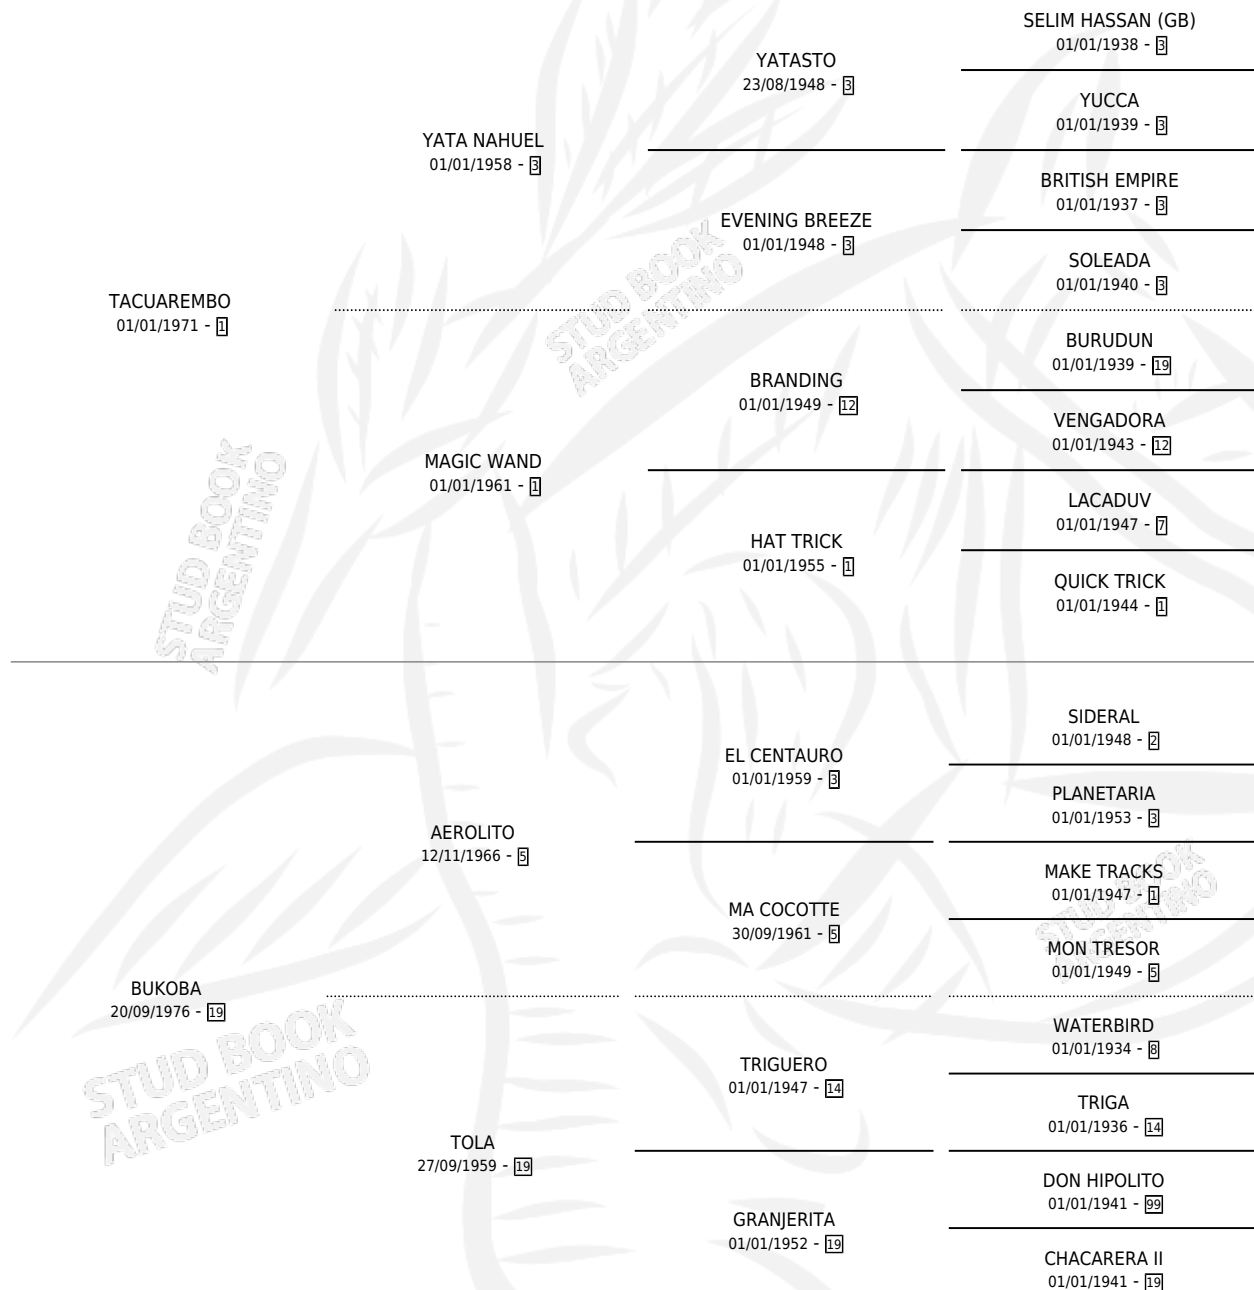 SELIM HASSAN (GB)
01/01/1938 - 3
YATASTO
23/08/1948 - 3
YUCCA
01/01/1939 - 3
YATA NAHUEL
01/01/1958 - 3
BRITISH EMPIRE
01/01/1937 - 3
EVENING BREEZE
01/01/1948 - 3
SOLEADA
01/01/1940 - 3
TACUAREMBO
01/01/1971 - 1
BURUDUN
01/01/1939 - 19
BRANDING
01/01/1949 - 12
VENGADORA
01/01/1943 - 12
MAGIC WAND
01/01/1961 - 1
LACADUV
01/01/1947 - 7
HAT TRICK
01/01/1955 - 1
QUICK TRICK
01/01/1944 - 1
SIDERAL
01/01/1948 - 2
EL CENTAURO
01/01/1959 - 3
PLANETARIA
01/01/1953 - 3
AEROLITO
12/11/1966 - 5
MAKE TRACKS
01/01/1947 - 1
MA COCOTTE
30/09/1961 - 5
MON TRESOR
01/01/1949 - 5
BUKOBA
20/09/1976 - 19
WATERBIRD
01/01/1934 - 8
TRIGUERO
01/01/1947 - 14
TRIGA
01/01/1936 - 14
TOLA
27/09/1959 - 19
DON HIPOLITO
01/01/1941 - 99
GRANJERITA
01/01/1952 - 19
CHACARERA II
01/01/1941 - 19
STUD BOOK
ARGENTINO
STUD BOOK
ARGENTINO
STUD BOOK
ARGENTINO
STUD BOOK
ARGENTINO